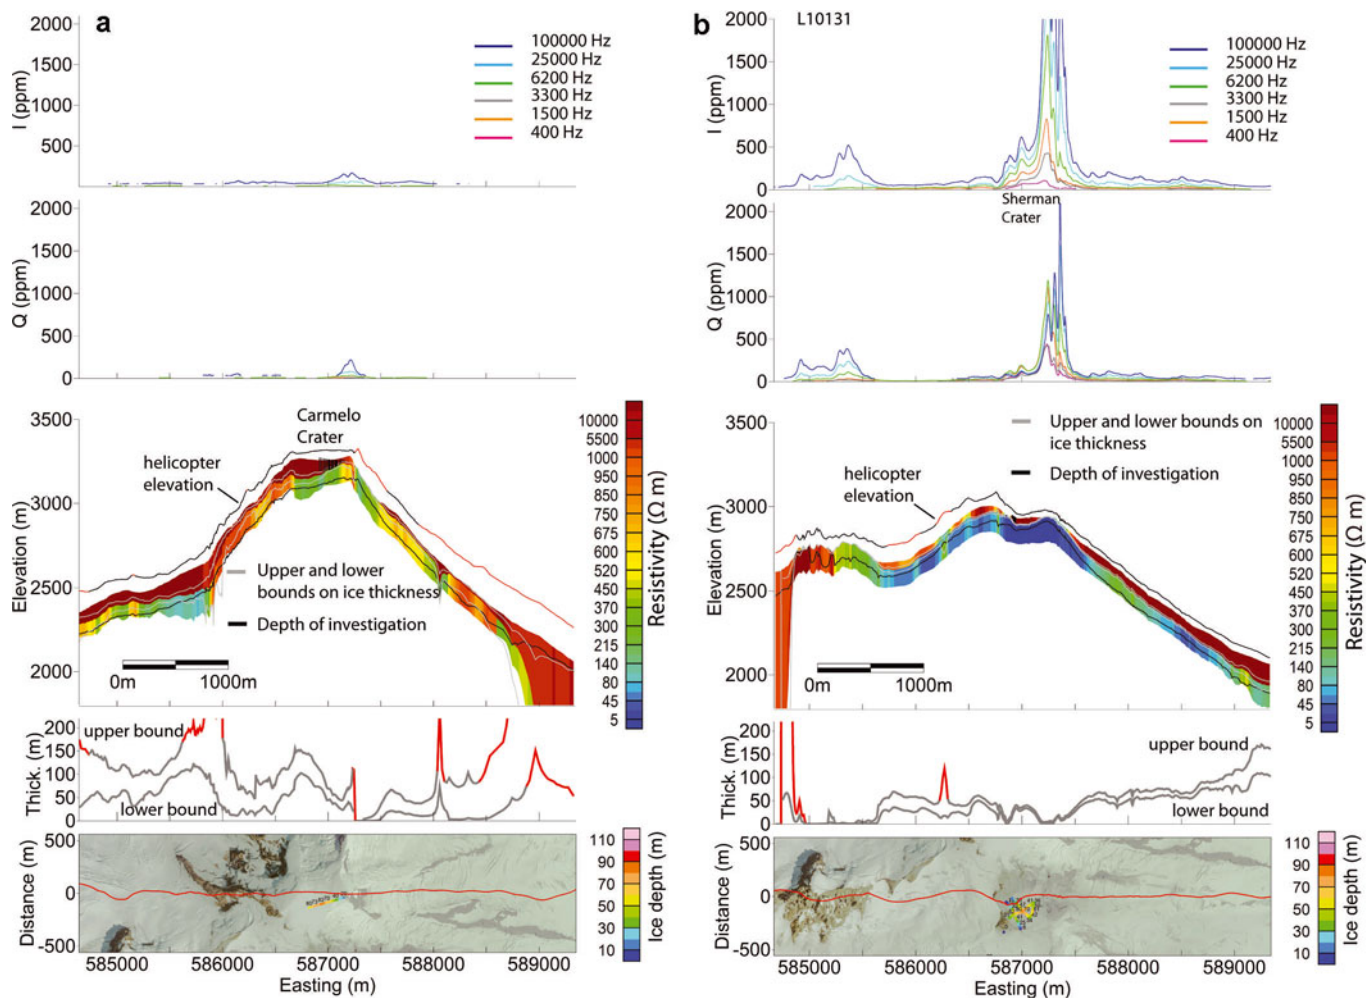 a
2000
1500
1000
500
0
I (ppm)
100000 Hz
25000 Hz
6200 Hz
3300 Hz
1500 Hz
400 Hz
2000
1500
1000
500
0
Q (ppm)
3500
3000
2500
2000
Elevation (m)
Carmelo
Crater
helicopter
elevation
Upper and lower
bounds on ice thickness
Depth of investigation
0m
1000m
10000
5500
1000
950
850
750
675
600
520
450
370
300
215
140
80
45
5
Resistivity (Ω m)
200
150
100
50
0
Thick. (m)
upper bound
lower bound
500
0
-500
Distance (m)
110
90
70
50
30
10
Ice depth (m)
585000
586000
587000
588000
589000
Easting (m)
b
L10131
2000
1500
1000
500
0
I (ppm)
100000 Hz
25000 Hz
6200 Hz
3300 Hz
1500 Hz
400 Hz
Sherman
Crater
2000
1500
1000
500
0
Q (ppm)
3500
3000
2500
2000
Elevation (m)
Upper and lower bounds on
ice thickness
Depth of investigation
helicopter
elevation
0m
1000m
10000
5500
1000
950
850
750
675
600
520
450
370
300
215
140
80
45
5
Resistivity (Ω m)
200
150
100
50
0
Thick. (m)
upper bound
lower bound
500
0
-500
Distance (m)
110
90
70
50
30
10
Ice depth (m)
585000
586000
587000
588000
589000
Easting (m)